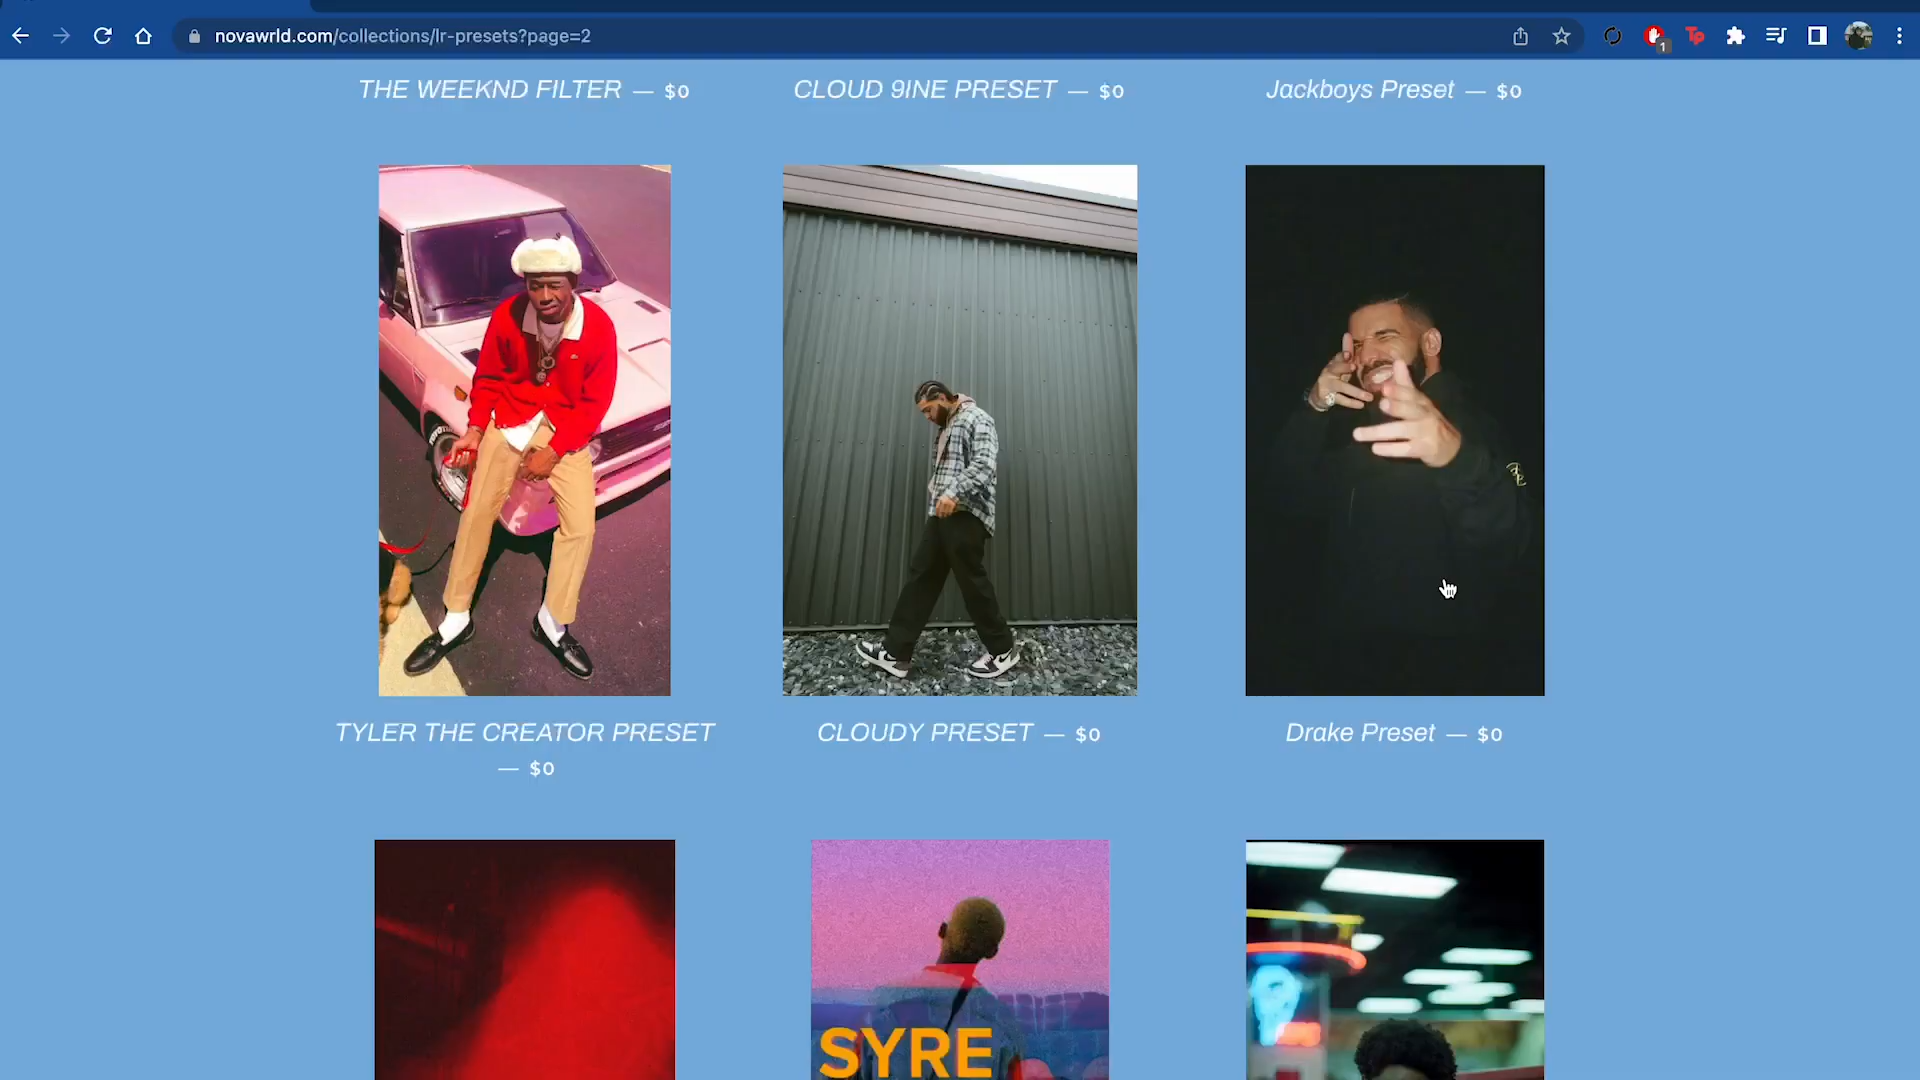 novawrld.com/collections/lr-presets?page=2
1
THE WEEKND FILTER — $0
CLOUD 9INE PRESET — $0
Jackboys Preset — $0
TYLER THE CREATOR PRESET
— $0
CLOUDY PRESET — $0
Drake Preset — $0
SYRE